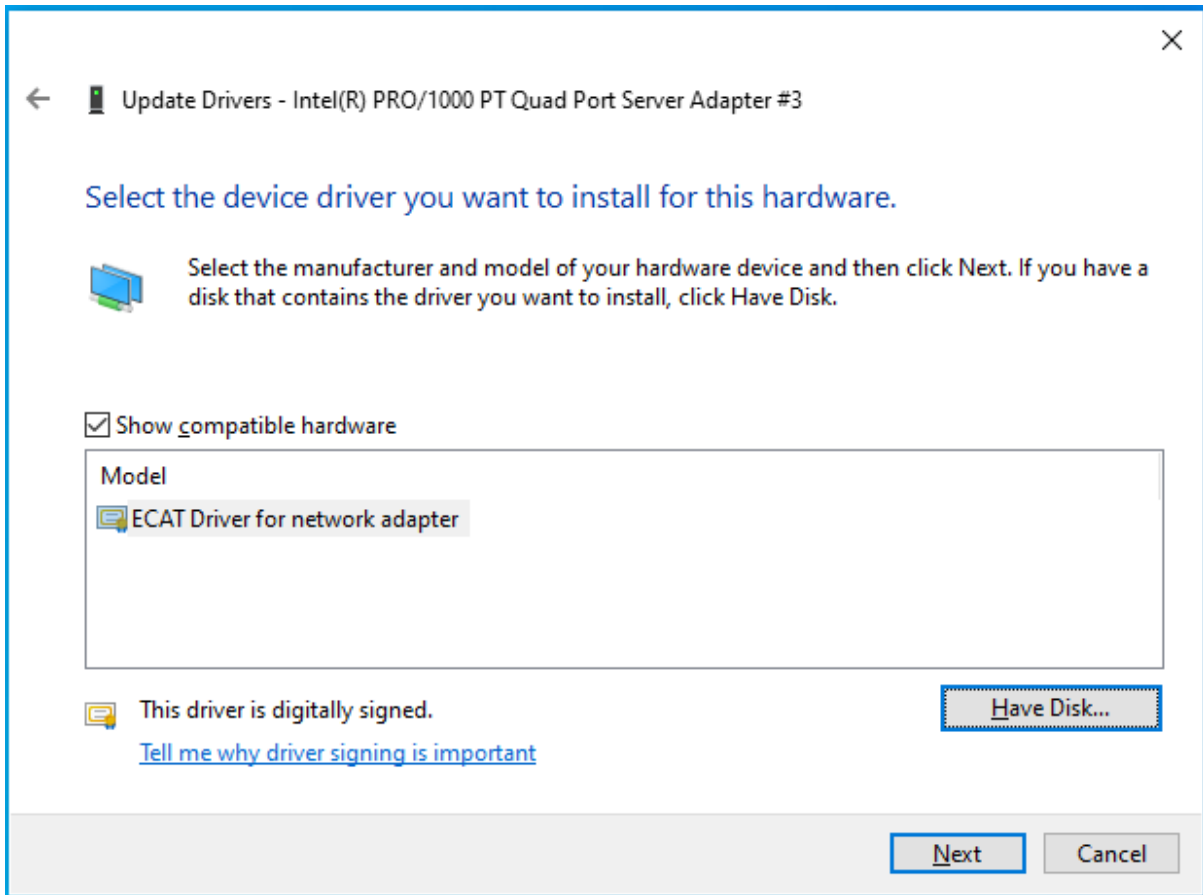 Update Drivers - Intel(R) PRO/1000 PT Quad Port Server Adapter #3
Select the device driver you want to install for this hardware.
Select the manufacturer and model of your hardware device and then click Next. If you have a
disk that contains the driver you want to install, click Have Disk.
Show compatible hardware
Model
ECAT Driver for network adapter
This driver is digitally signed.
Have Disk...
Tell me why driver signing is important
Next
Cancel